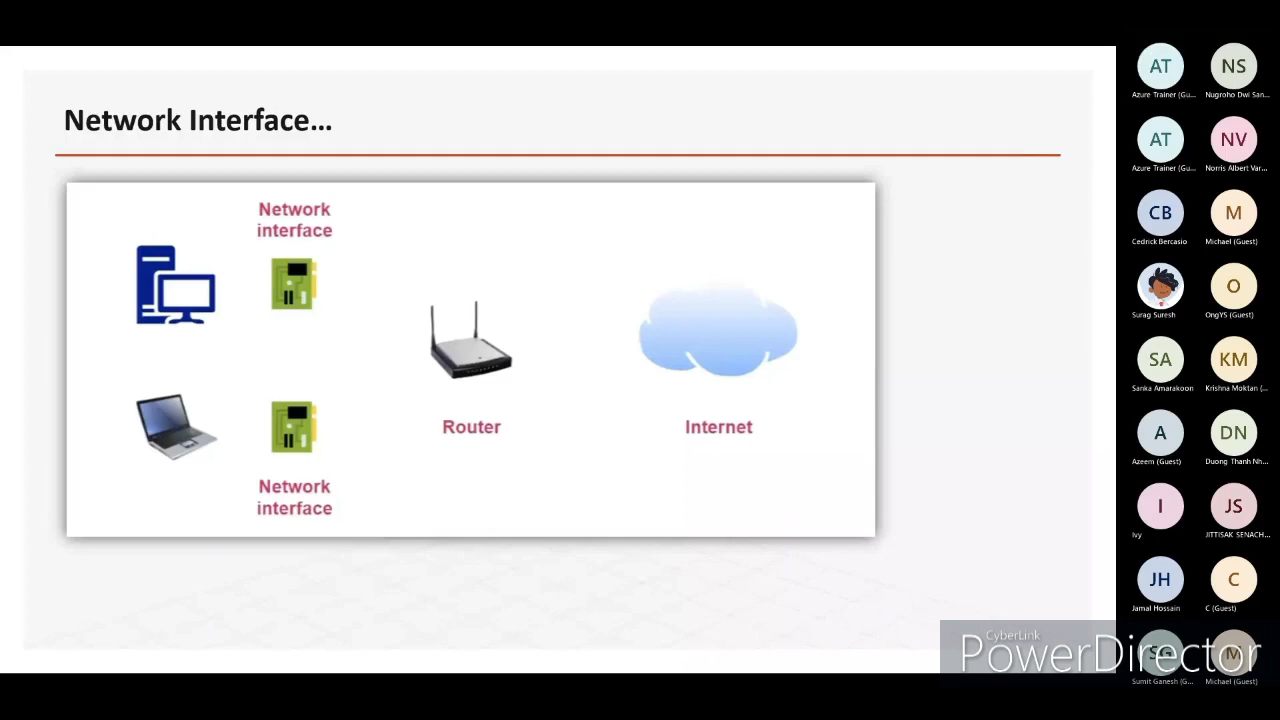 Network Interface...
Network
interface
Router
Internet
Network
interface
AT
Azure Trainer (Gu...
NS
Nugroho Dwi San...
AT
Azure Trainer (Gu...
NV
Norris Albert Var...
CB
Cedrick Bercasio
M
Michael (Guest)
Surag Suresh
O
OngYS (Guest)
SA
Sanka Amarakoon
KM
Krishna Moktan (...
A
Azeem (Guest)
DN
Duong Thanh Nh...
I
Ivy
JS
JITTISAK SENACH...
JH
Jamal Hossain
C
C (Guest)
SG
Sumit Ganesh (G...
M
Michael (Guest)
CyberLink
PowerDirector